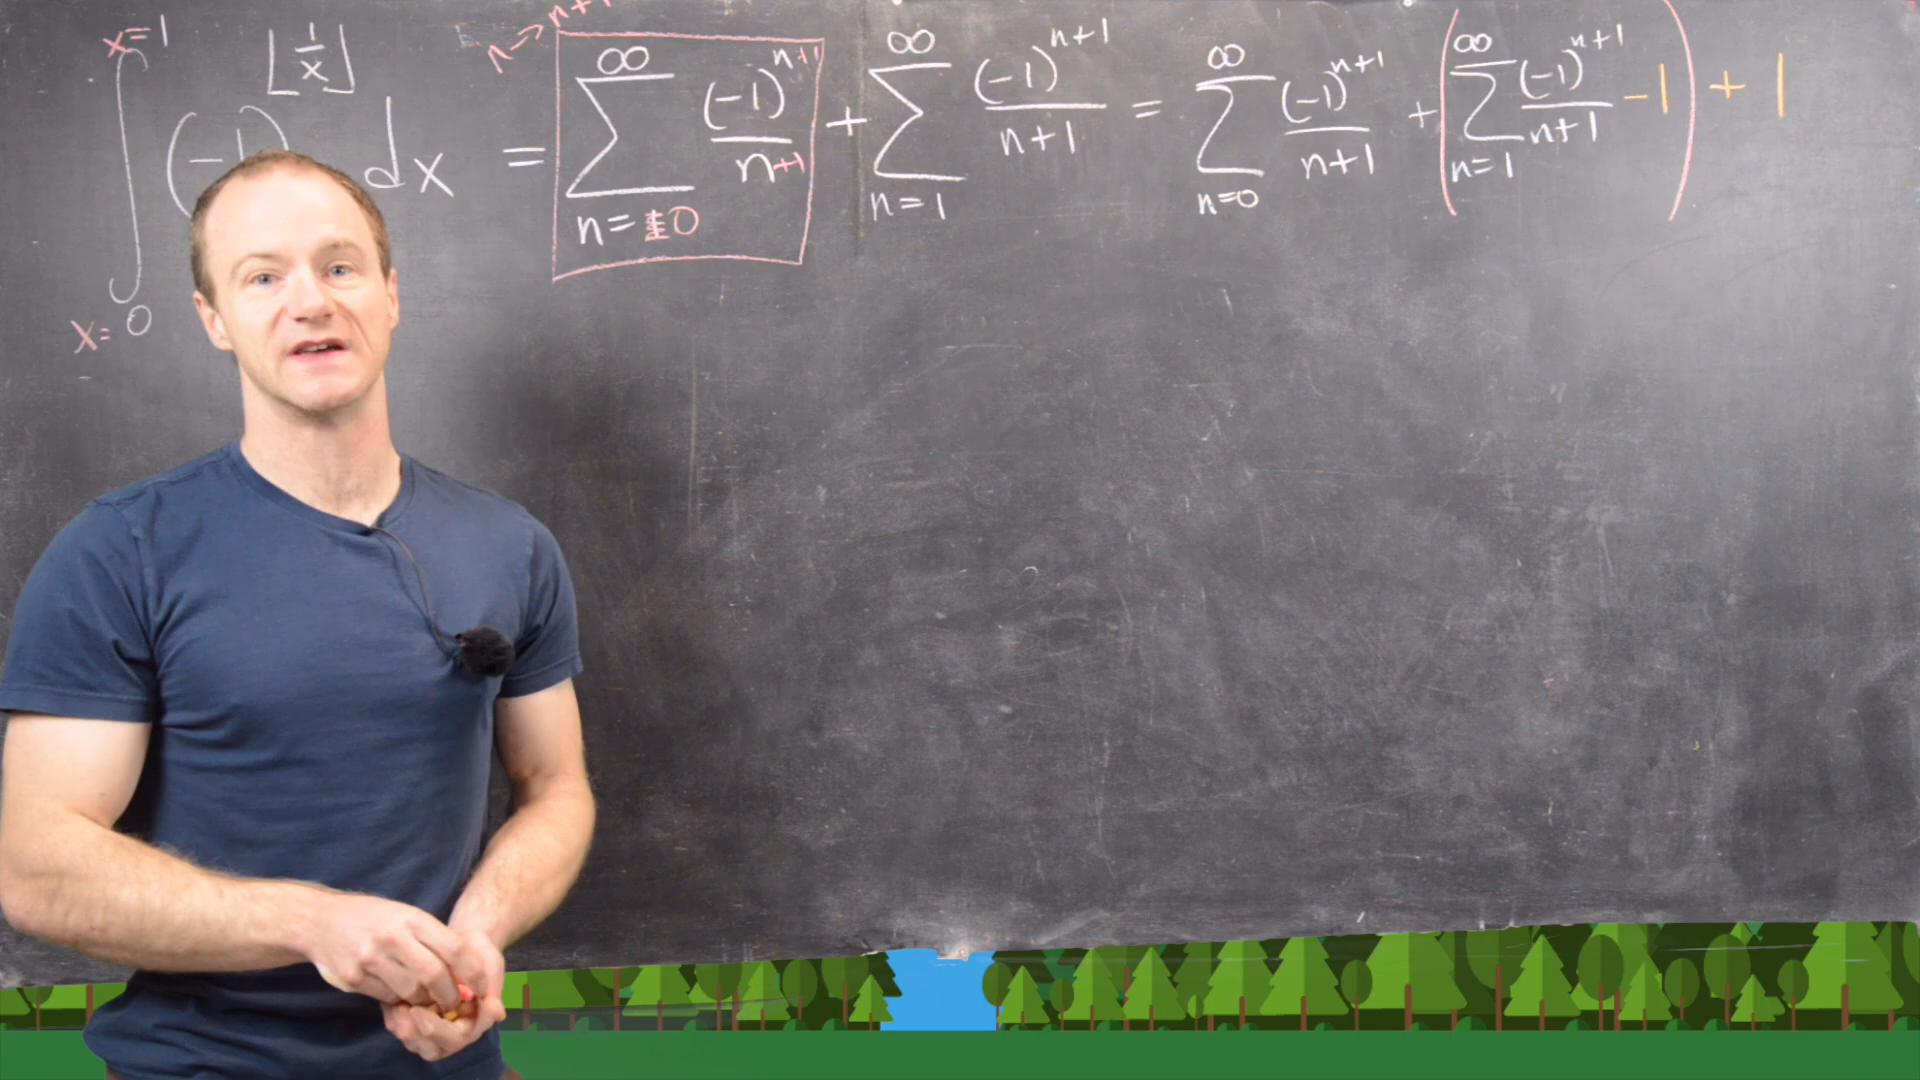 n→n+1
∫_{x=0}^{x=1} (-1)^{⌊1/x⌋} dx = ∑_{n=0}^{∞} (-1)^{n+1}/(n+1) + ∑_{n=1}^{∞} (-1)^{n+1}/(n+1) = ∑_{n=0}^{∞} (-1)^{n+1}/(n+1) + (∑_{n=1}^{∞} (-1)^{n+1}/(n+1) - 1) + 1